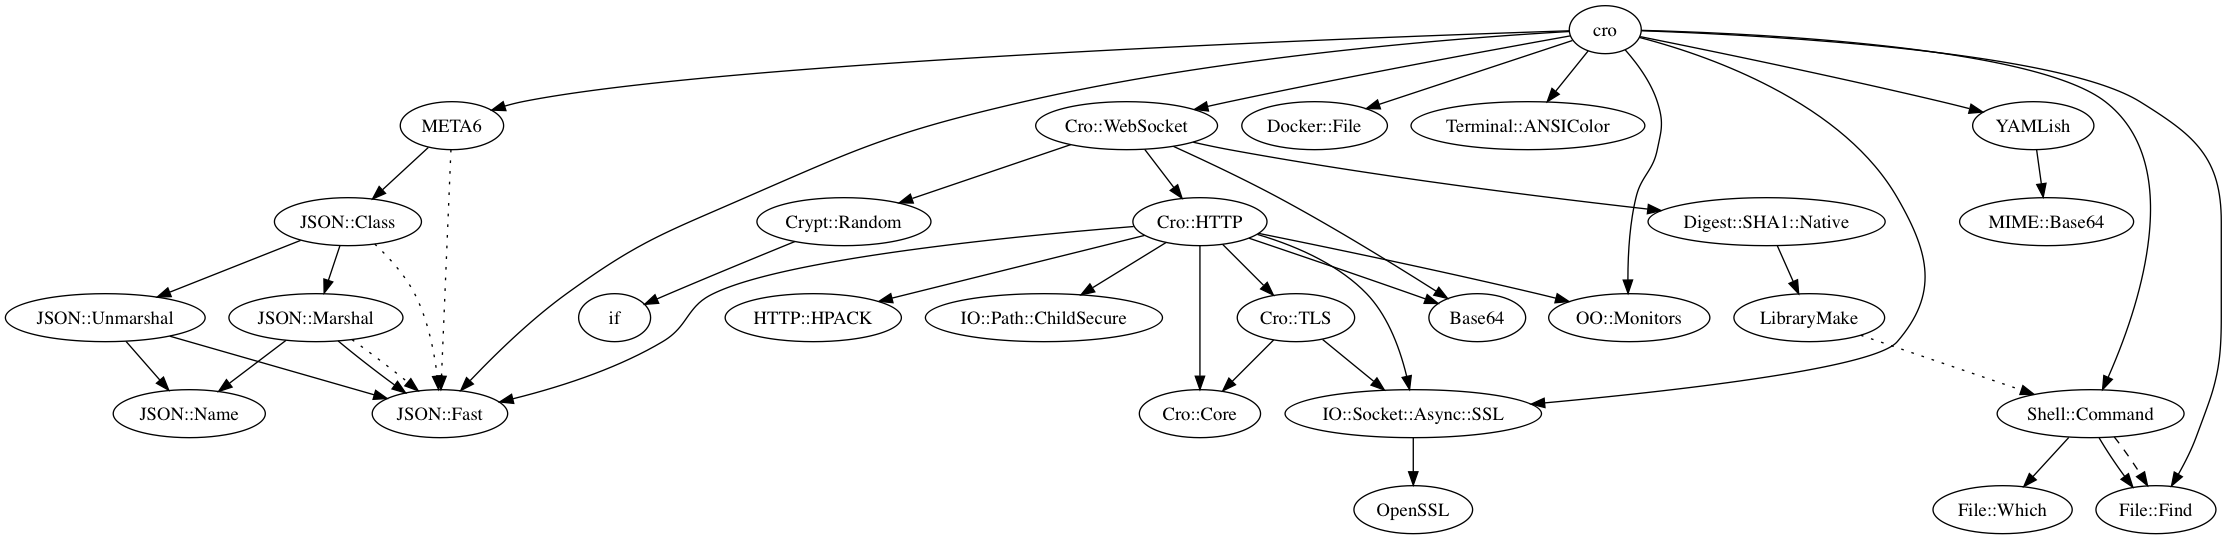 cro
META6
Cro::WebSocket
Docker::File
Terminal::ANSIColor
YAMLish
JSON::Class
Crypt::Random
Cro::HTTP
Digest::SHA1::Native
MIME::Base64
JSON::Unmarshal
JSON::Marshal
if
HTTP::HPACK
IO::Path::ChildSecure
Cro::TLS
Base64
OO::Monitors
LibraryMake
JSON::Name
JSON::Fast
Cro::Core
IO::Socket::Async::SSL
Shell::Command
OpenSSL
File::Which
File::Find